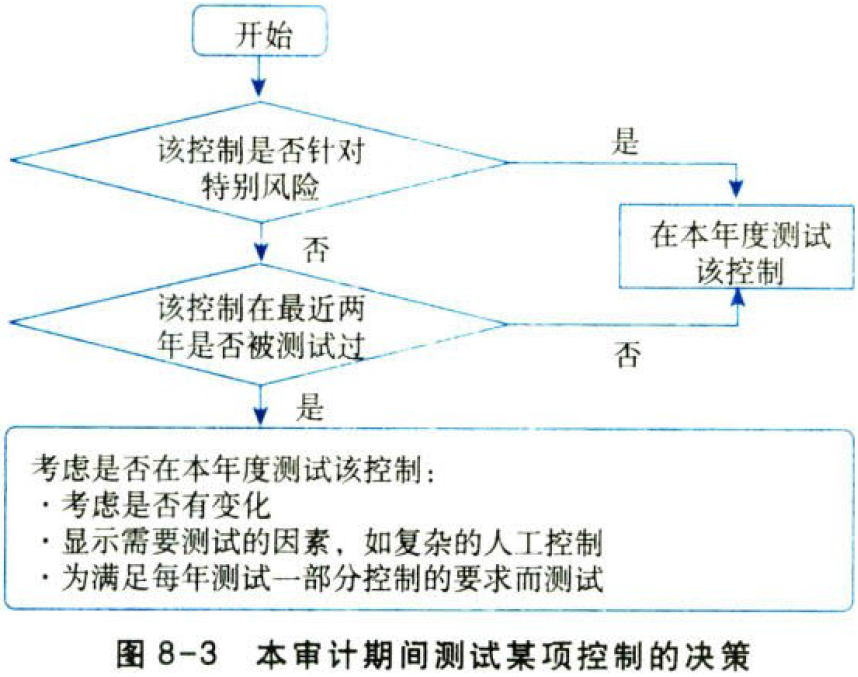 开始
该控制是否针对
特别风险
是
在本年度测试
该控制
否
该控制在最近两
年是否被测试过
否
是
考虑是否在本年度测试该控制：
·考虑是否有变化
·显示需要测试的因素，如复杂的人工控制
·为满足每年测试一部分控制的要求而测试
图 8-3 本审计期间测试某项控制的决策